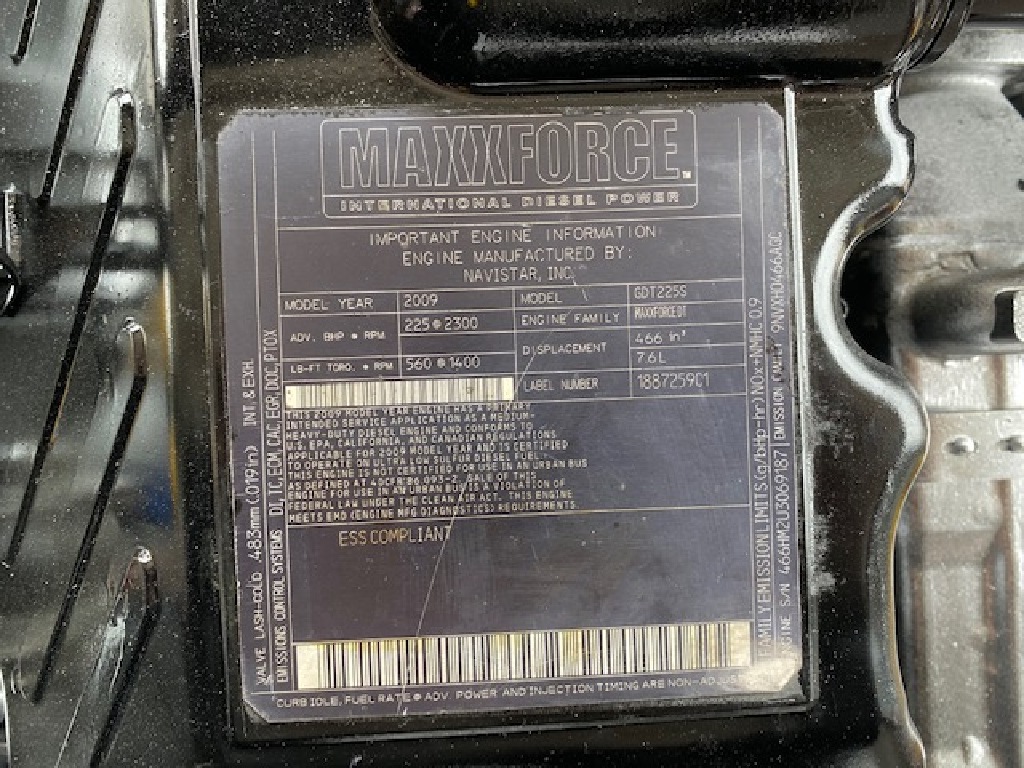 MAXXFORCE
INTERNATIONAL DIESEL POWER
IMPORTANT ENGINE INFORMATION
ENGINE MANUFACTURED BY:
NAVISTAR, INC.
MODEL YEAR 2009 MODEL GDT225S
ADV. BHP @ RPM 225@2300 ENGINE FAMILY MAXXFORCE DT
DISPLACEMENT 466 in³
7.6L
LB-FT TORQ. @ RPM 560@1400
LABEL NUMBER 188725901
THIS 2009 MODEL YEAR ENGINE HAS A PRIMARY
INTENDED SERVICE APPLICATION AS A MEDIUM-
HEAVY-DUTY DIESEL ENGINE AND CONFORMS TO
US EPA, CALIFORNIA, AND CANADIAN REGULATIONS
APPLICABLE FOR 2009 MODEL YEAR AND IS CERTIFIED
TO OPERATE ON ULTRA LOW SULFUR DIESEL FUEL.
THIS ENGINE IS NOT CERTIFIED FOR USE IN AN URBAN BUS
AS DEFINED AT 40CFR 86.093-2. SALE OF THIS
ENGINE FOR USE IN AN URBAN BUS IS A VIOLATION OF
FEDERAL LAW UNDER THE CLEAN AIR ACT. THIS ENGINE
MEETS EMD (ENGINE MFG DIAGNOSTICS) REQUIREMENTS
ESS COMPLIANT
CURB IDLE, FUEL RATE @ ADV. POWER AND INJECTION TIMING ARE NON-ADJUST
VALVE LASH-cold .483mm (.019in) INT & EXH.
EMISSIONS CONTROL SYSTEMS DI, TC, ECM, CAC, EGR, DOC, PTOX
FAMILY EMISSION LIMITS (g/bhp-hr) NOx+NMHC 0.9
ENGINE S/N 466HM2U3069187 EMISSION FAMILY 9NVXH0466AGC